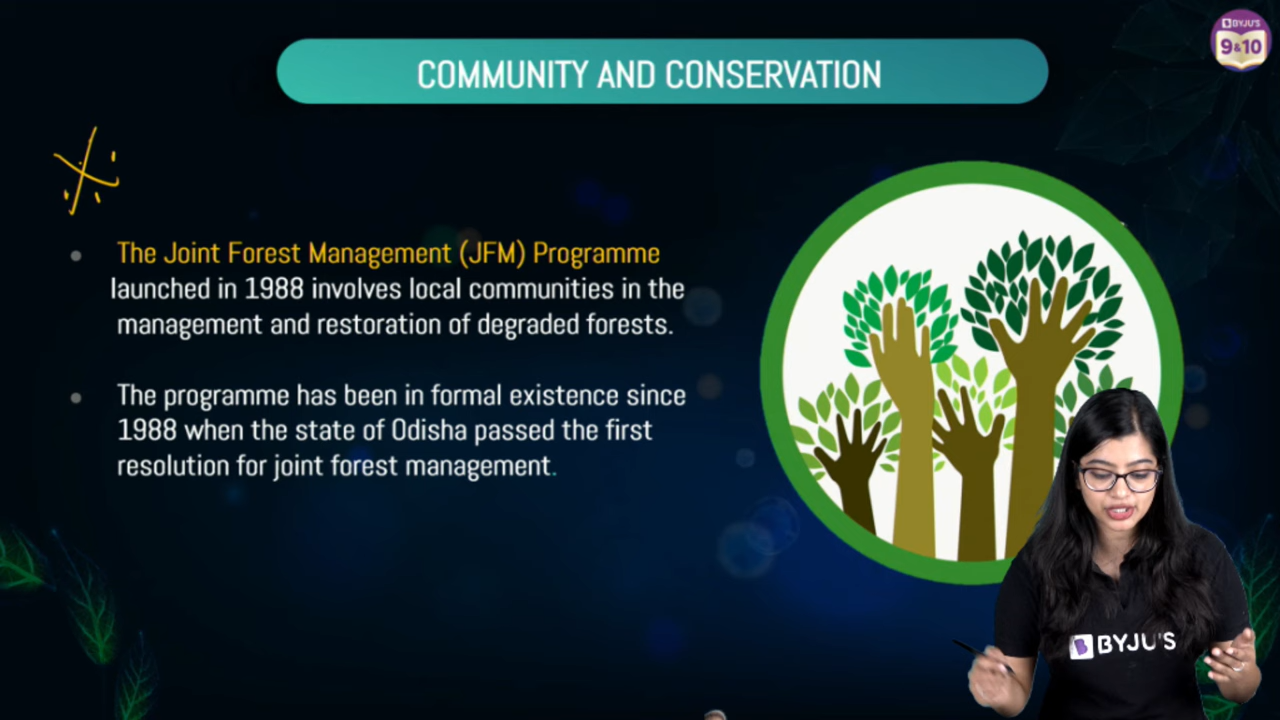 BYJU'S
9&10
COMMUNITY AND CONSERVATION
The Joint Forest Management (JFM) Programme
launched in 1988 involves local communities in the
management and restoration of degraded forests.
The programme has been in formal existence since
1988 when the state of Odisha passed the first
resolution for joint forest management.
BYJU'S